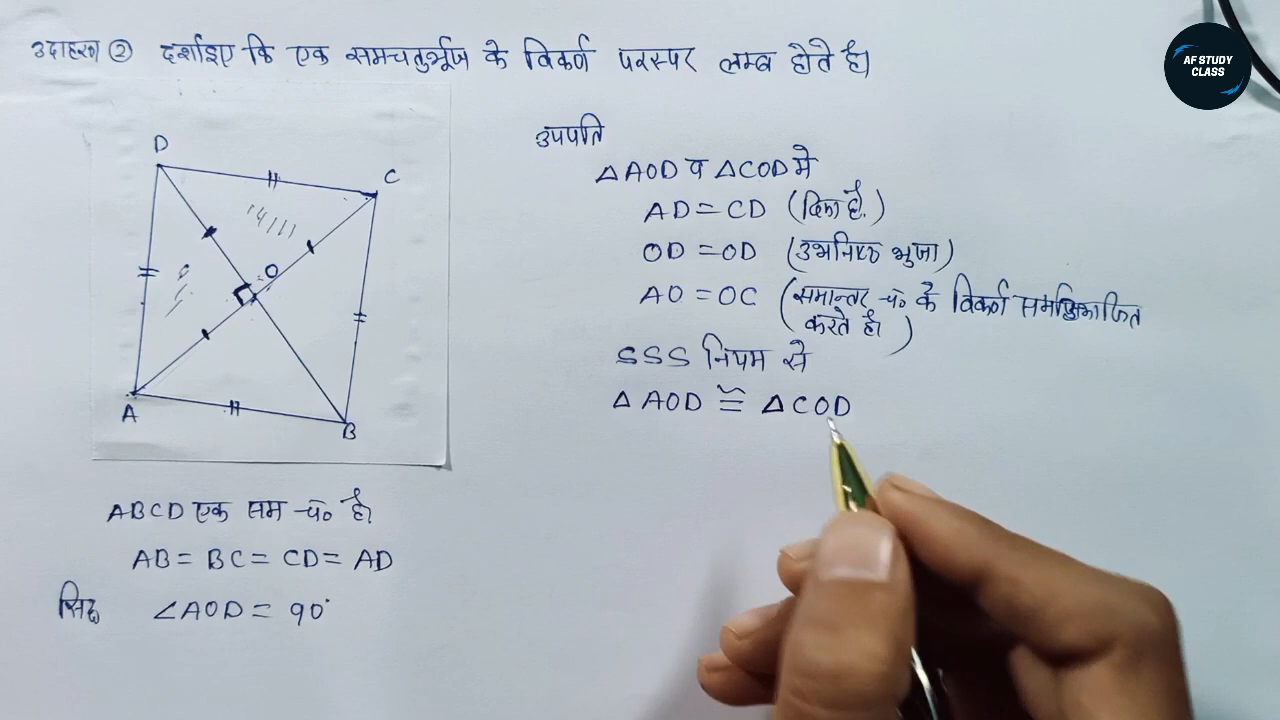 उदाहरण ② दर्शाइए कि एक समचतुर्भुज के विकर्ण परस्पर लम्ब होते है।
AF STUDY
CLASS
D
C
O
A
B
ABCD एक सम च० है।
AB = BC = CD = AD
सिद्ध ∠AOD = 90°
उपपति
△AOD व △COD मे
AD = CD (दिया है.)
OD = OD (उभनिष्ठ भुजा)
AO = OC (समान्तर च० के विकर्ण समद्विभाजित
करते है।)
SSS नियम से
△AOD ≅ △COD